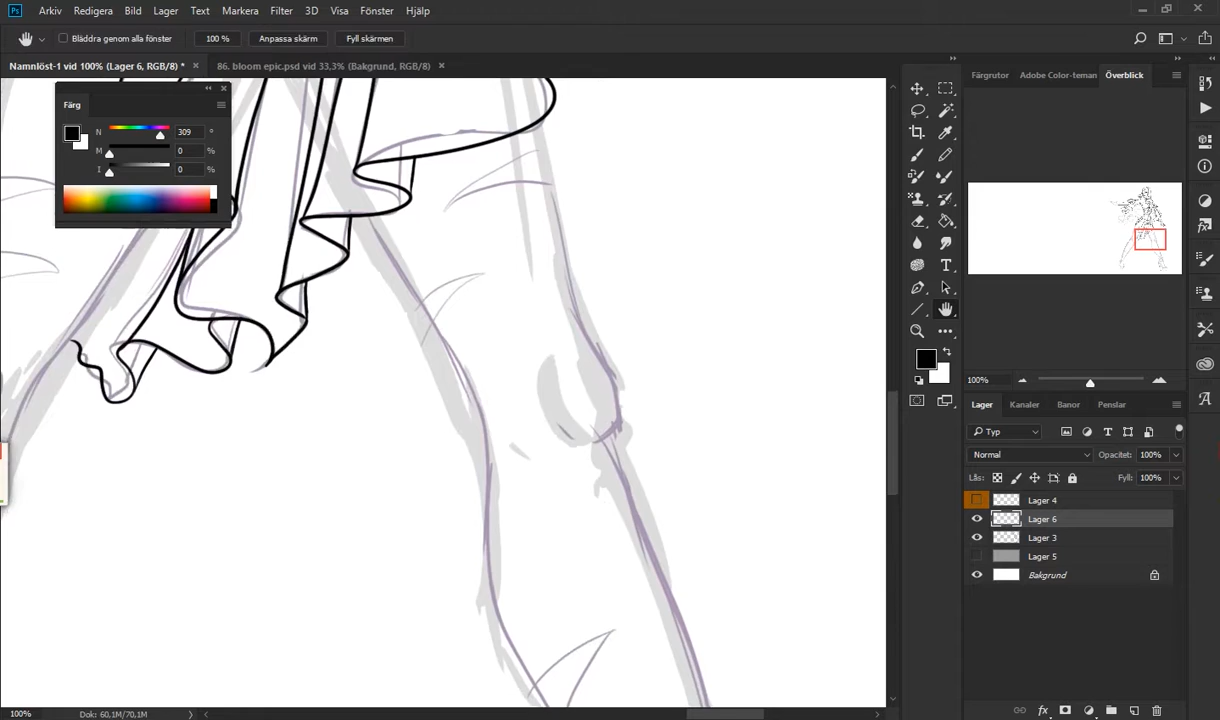 Ps Arkiv Redigera Bild Lager Text Markera Filter 3D Visa Fönster Hjälp
Bläddra genom alla fönster 100 % Anpassa skärm Fyll skärmen
Namnlöst-1 vid 100% (Lager 6, RGB/8) * × 86. bloom epic.psd vid 33,3% (Bakgrund, RGB/8) ×
Färgrutor Adobe Color-teman Överblick
Färg
N 309 °
M 0 %
I 0 %
100%
Lager Kanaler Banor Penslar
Typ
Normal Opacitet: 100%
Lås: Fyll: 100%
Lager 4
Lager 6
Lager 3
Lager 5
Bakgrund
100% Dok: 60,1M/70,1M